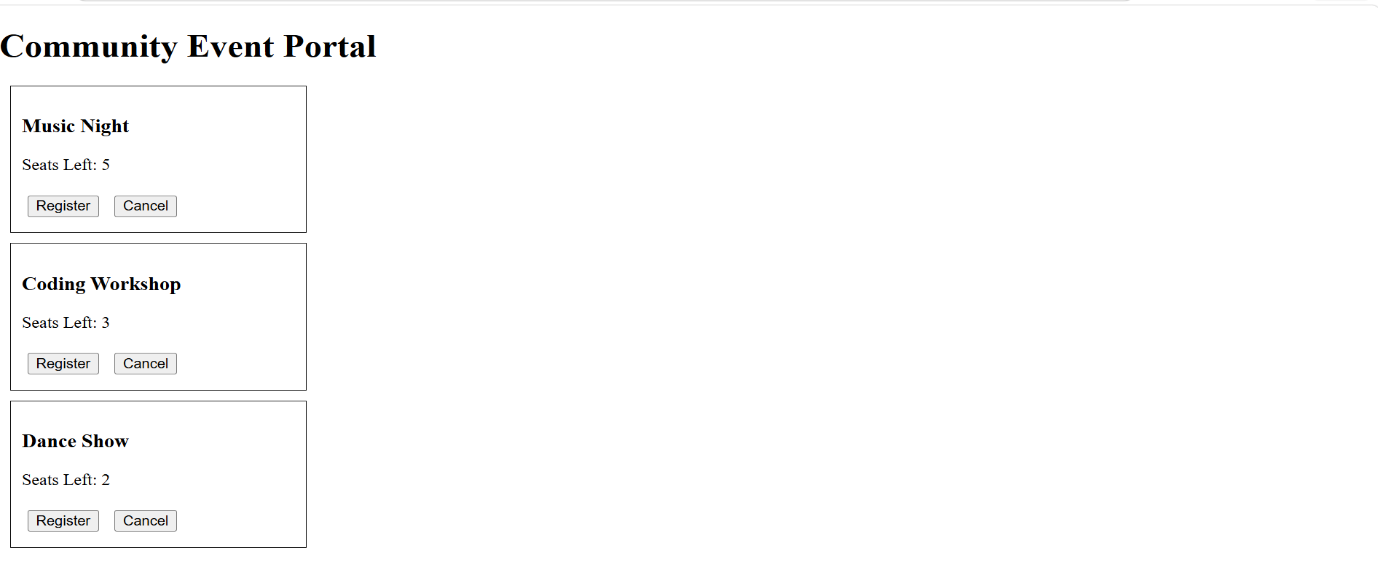 Community Event Portal
Music Night
Seats Left: 5
Register Cancel
Coding Workshop
Seats Left: 3
Register Cancel
Dance Show
Seats Left: 2
Register Cancel